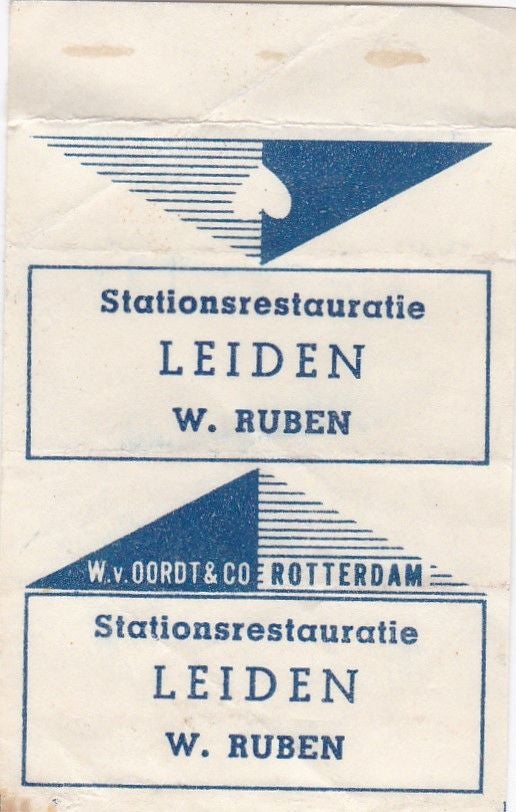 Stationsrestauratie
LEIDEN
W. RUBEN
W. v. OORDT & CO ROTTERDAM
Stationsrestauratie
LEIDEN
W. RUBEN